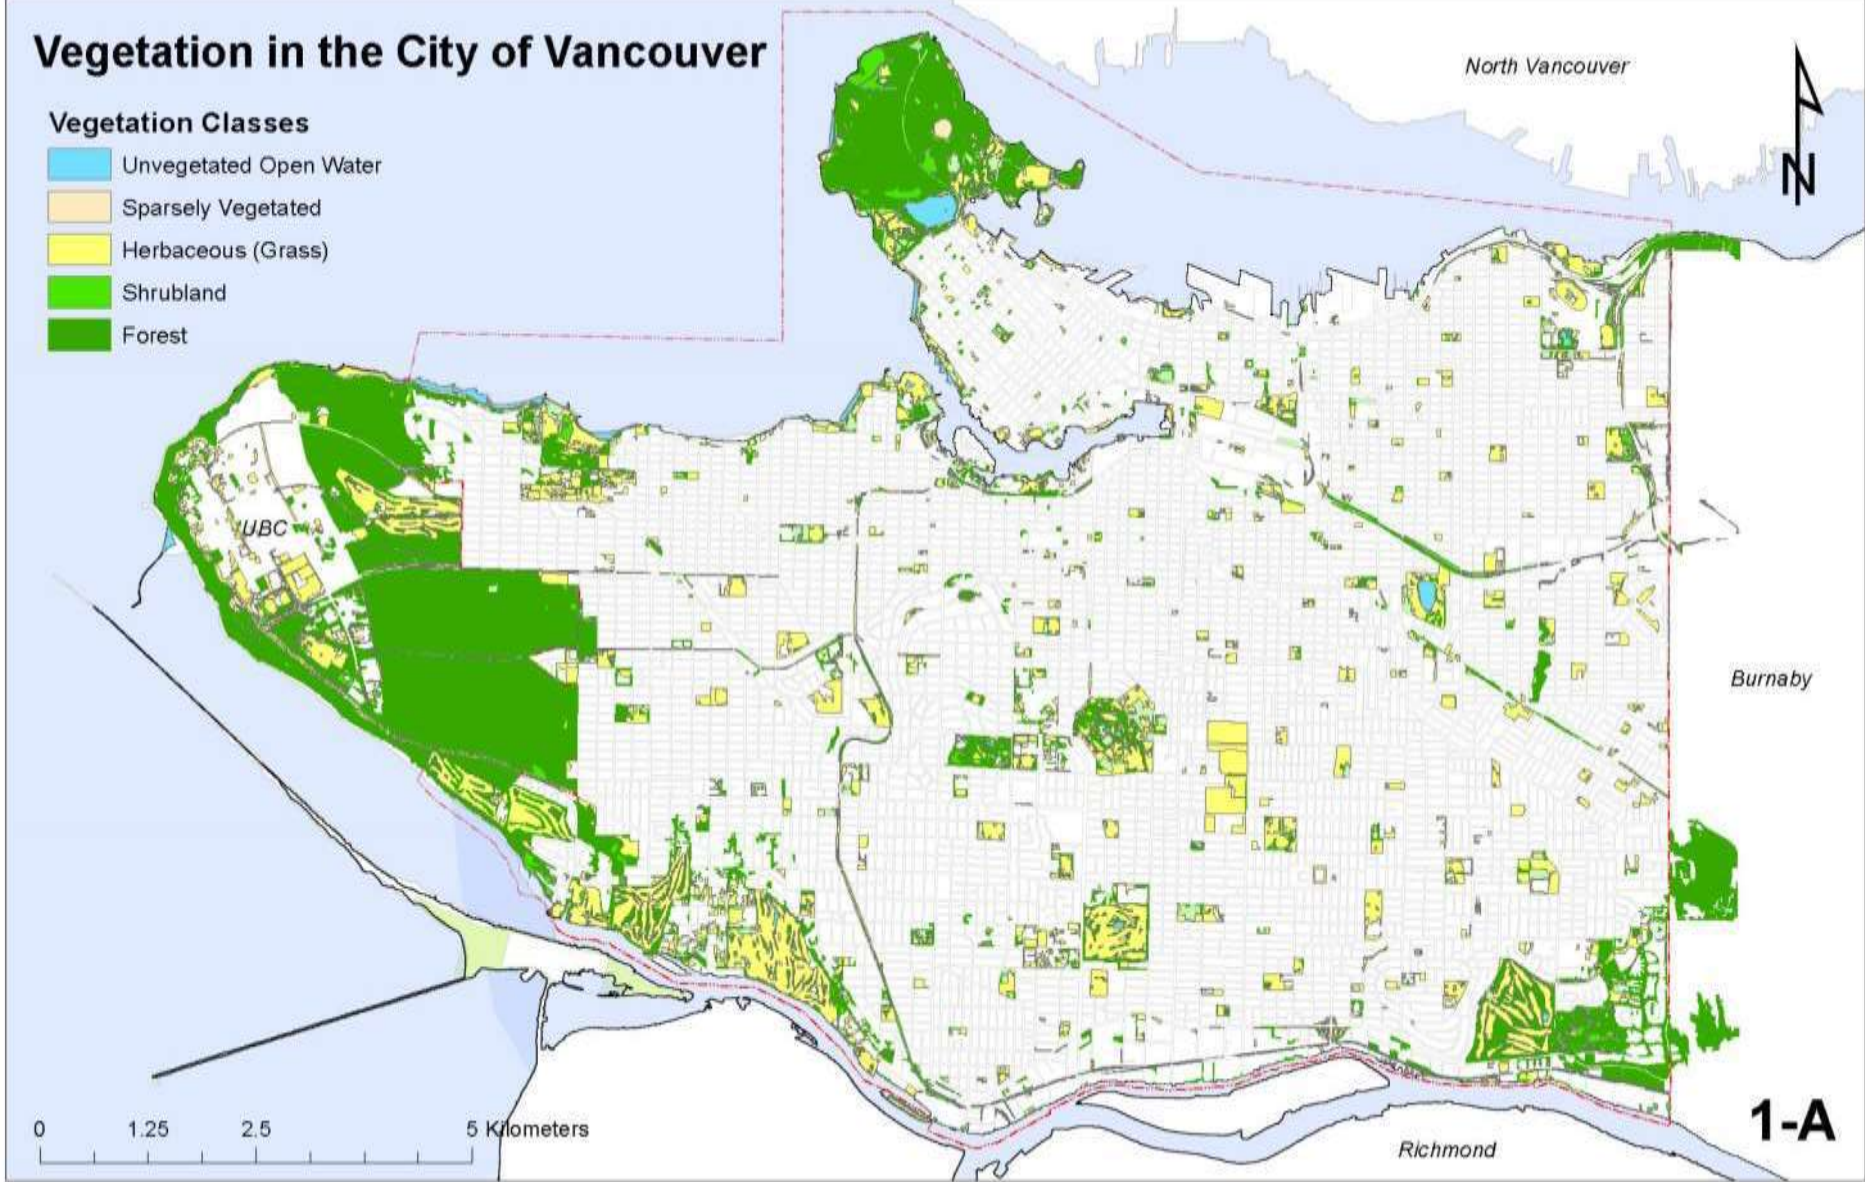 Vegetation in the City of Vancouver
Vegetation Classes
Unvegetated Open Water
Sparsely Vegetated
Herbaceous (Grass)
Shrubland
Forest
North Vancouver
N
UBC
Burnaby
0 1.25 2.5 5 Kilometers
1-A
Richmond